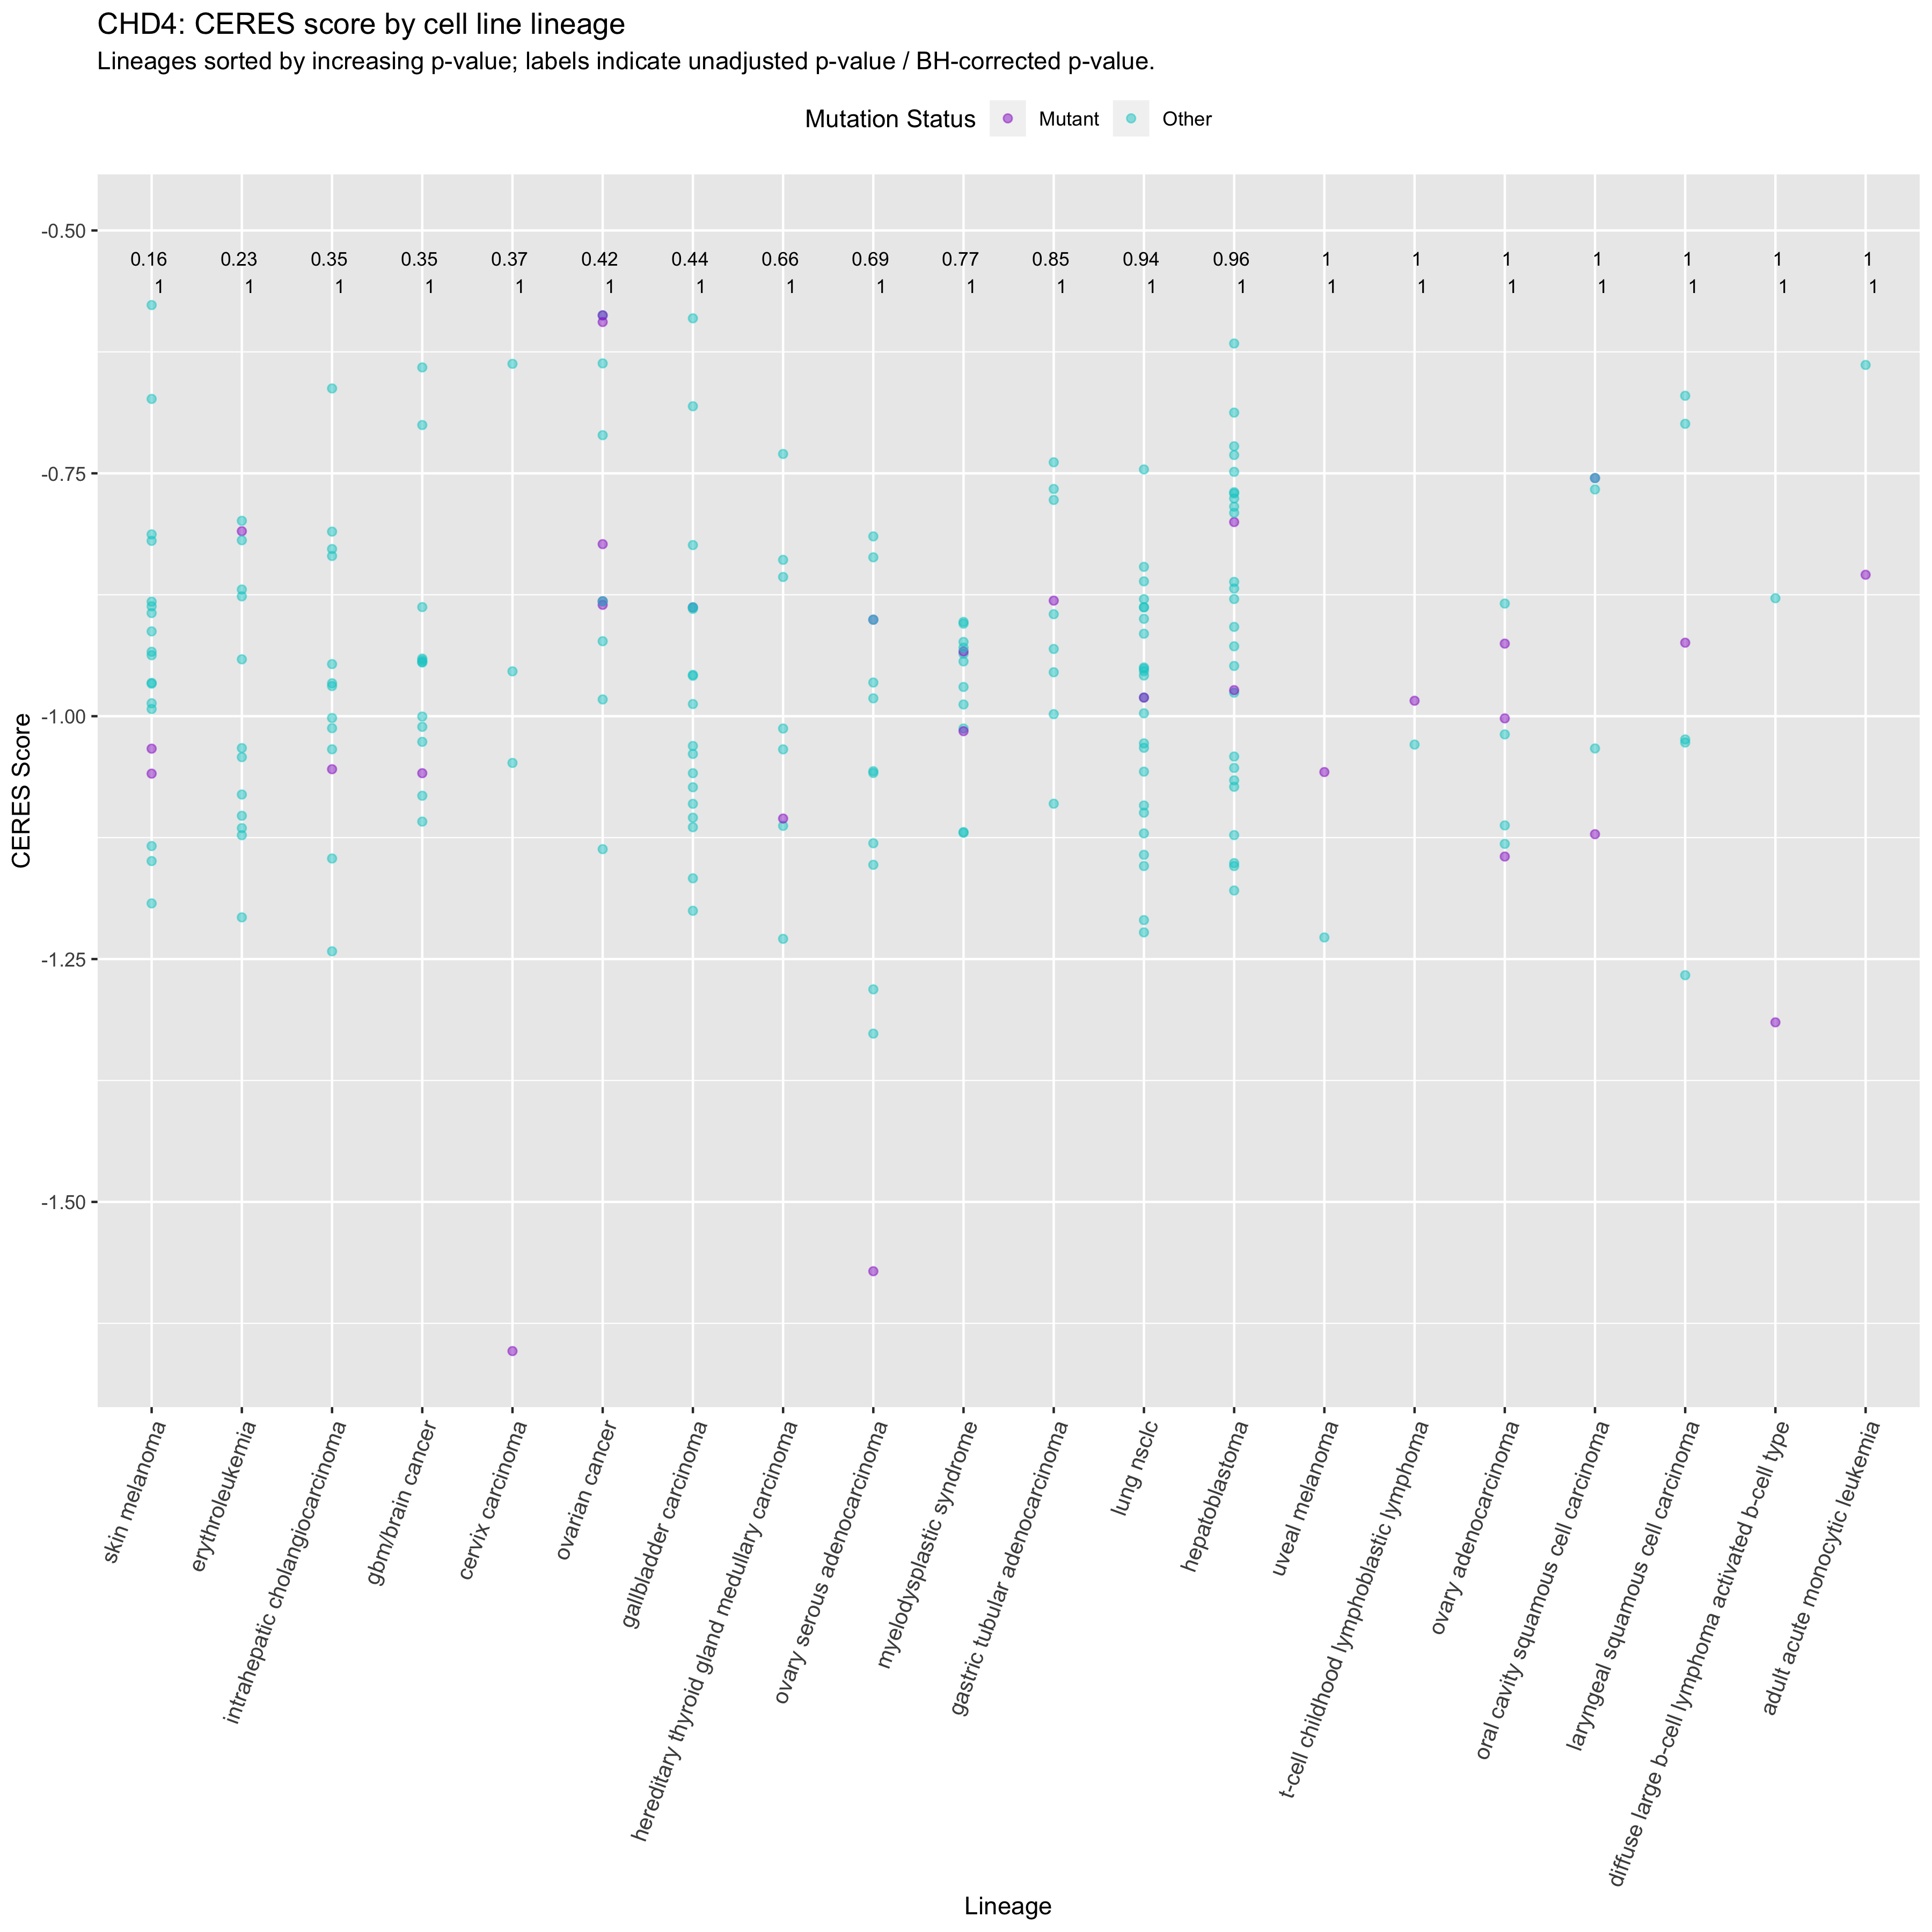 CHD4: CERES score by cell line lineage
Lineages sorted by increasing p-value; labels indicate unadjusted p-value / BH-corrected p-value.
Mutation Status Mutant Other
-0.50
0.16 0.23 0.35 0.35 0.37 0.42 0.44 0.66 0.69 0.77 0.85 0.94 0.96 1 1 1 1 1 1 1
1 1 1 1 1 1 1 1 1 1 1 1 1 1 1 1 1 1 1 1
-0.75
-1.00
CERES Score
-1.25
-1.50
skin melanoma
erythroleukemia
intrahepatic cholangiocarcinoma
gbm/brain cancer
cervix carcinoma
ovarian cancer
gallbladder carcinoma
hereditary thyroid gland medullary carcinoma
ovary serous adenocarcinoma
myelodysplastic syndrome
gastric tubular adenocarcinoma
lung nsclc
hepatoblastoma
uveal melanoma
t-cell childhood lymphoblastic lymphoma
ovary adenocarcinoma
oral cavity squamous cell carcinoma
laryngeal squamous cell carcinoma
diffuse large b-cell lymphoma activated b-cell type
adult acute monocytic leukemia
Lineage